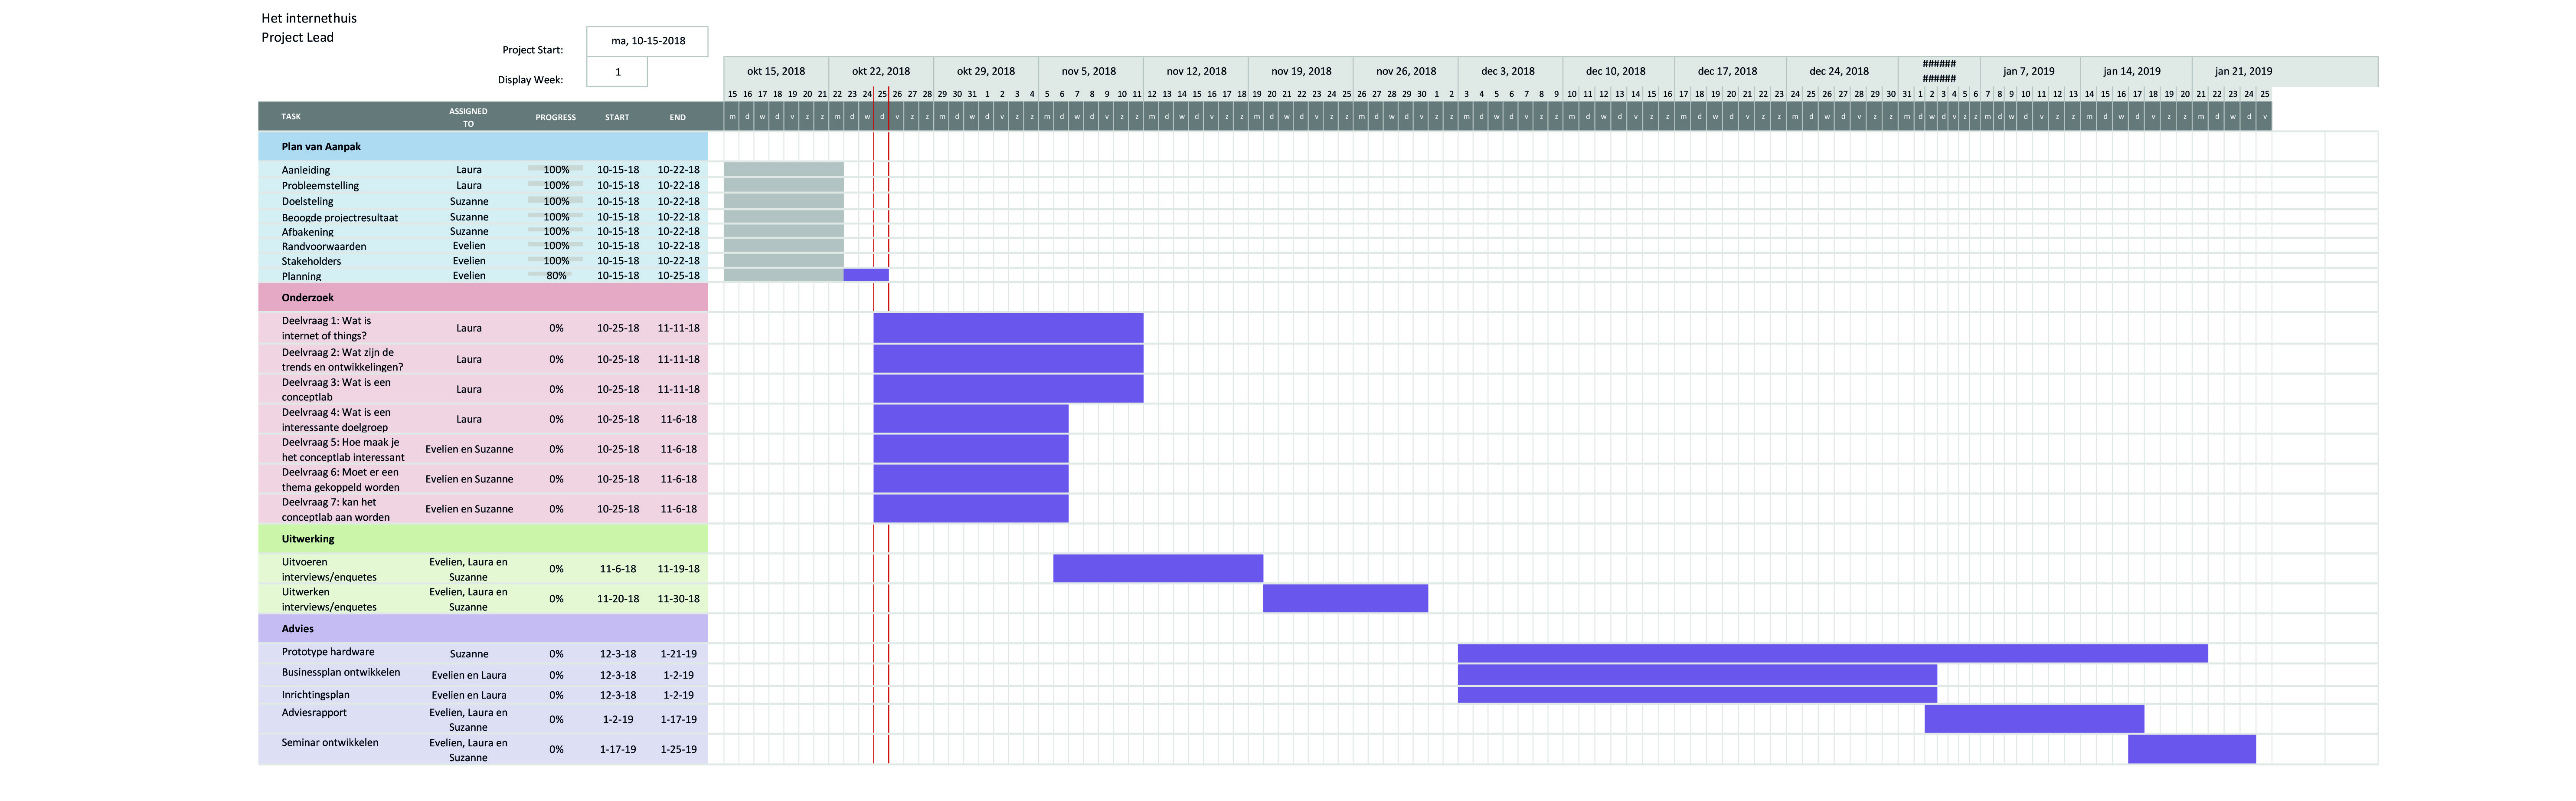 Het internethuis
Project Lead
Project Start: ma, 10-15-2018
Display Week: 1
okt 15, 2018 okt 22, 2018 okt 29, 2018 nov 5, 2018 nov 12, 2018 nov 19, 2018 nov 26, 2018 dec 3, 2018 dec 10, 2018 dec 17, 2018 dec 24, 2018 ###### ###### jan 7, 2019 jan 14, 2019 jan 21, 2019
15 16 17 18 19 20 21 22 23 24 25 26 27 28 29 30 31 1 2 3 4 5 6 7 8 9 10 11 12 13 14 15 16 17 18 19 20 21 22 23 24 25 26 27 28 29 30 1 2 3 4 5 6 7 8 9 10 11 12 13 14 15 16 17 18 19 20 21 22 23 24 25 26 27 28 29 30 31 1 2 3 4 5 6 7 8 9 10 11 12 13 14 15 16 17 18 19 20 21 22 23 24 25
TASK ASSIGNED TO PROGRESS START END m d w d v z z m d w d v z z m d w d v z z m d w d v z z m d w d v z z m d w d v z z m d w d v z z m d w d v z z m d w d v z z m d w d v z z m d w d v z z m d w d v z z m d w d v z z m d w d v z z m d w d v
Plan van Aanpak
Aanleiding Laura 100% 10-15-18 10-22-18
Probleemstelling Laura 100% 10-15-18 10-22-18
Doelsteling Suzanne 100% 10-15-18 10-22-18
Beoogde projectresultaat Suzanne 100% 10-15-18 10-22-18
Afbakening Suzanne 100% 10-15-18 10-22-18
Randvoorwaarden Evelien 100% 10-15-18 10-22-18
Stakeholders Evelien 100% 10-15-18 10-22-18
Planning Evelien 80% 10-15-18 10-25-18
Onderzoek
Deelvraag 1: Wat is
internet of things? Laura 0% 10-25-18 11-11-18
Deelvraag 2: Wat zijn de
trends en ontwikkelingen? Laura 0% 10-25-18 11-11-18
Deelvraag 3: Wat is een
conceptlab Laura 0% 10-25-18 11-11-18
Deelvraag 4: Wat is een
interessante doelgroep Laura 0% 10-25-18 11-6-18
Deelvraag 5: Hoe maak je
het conceptlab interessant Evelien en Suzanne 0% 10-25-18 11-6-18
Deelvraag 6: Moet er een
thema gekoppeld worden Evelien en Suzanne 0% 10-25-18 11-6-18
Deelvraag 7: kan het
conceptlab aan worden Evelien en Suzanne 0% 10-25-18 11-6-18
Uitwerking
Uitvoeren Evelien, Laura en
interviews/enquetes Suzanne 0% 11-6-18 11-19-18
Uitwerken Evelien, Laura en
interviews/enquetes Suzanne 0% 11-20-18 11-30-18
Advies
Prototype hardware Suzanne 0% 12-3-18 1-21-19
Businessplan ontwikkelen Evelien en Laura 0% 12-3-18 1-2-19
Inrichtingsplan Evelien en Laura 0% 12-3-18 1-2-19
Adviesrapport Evelien, Laura en
Suzanne 0% 1-2-19 1-17-19
Seminar ontwikkelen Evelien, Laura en
Suzanne 0% 1-17-19 1-25-19